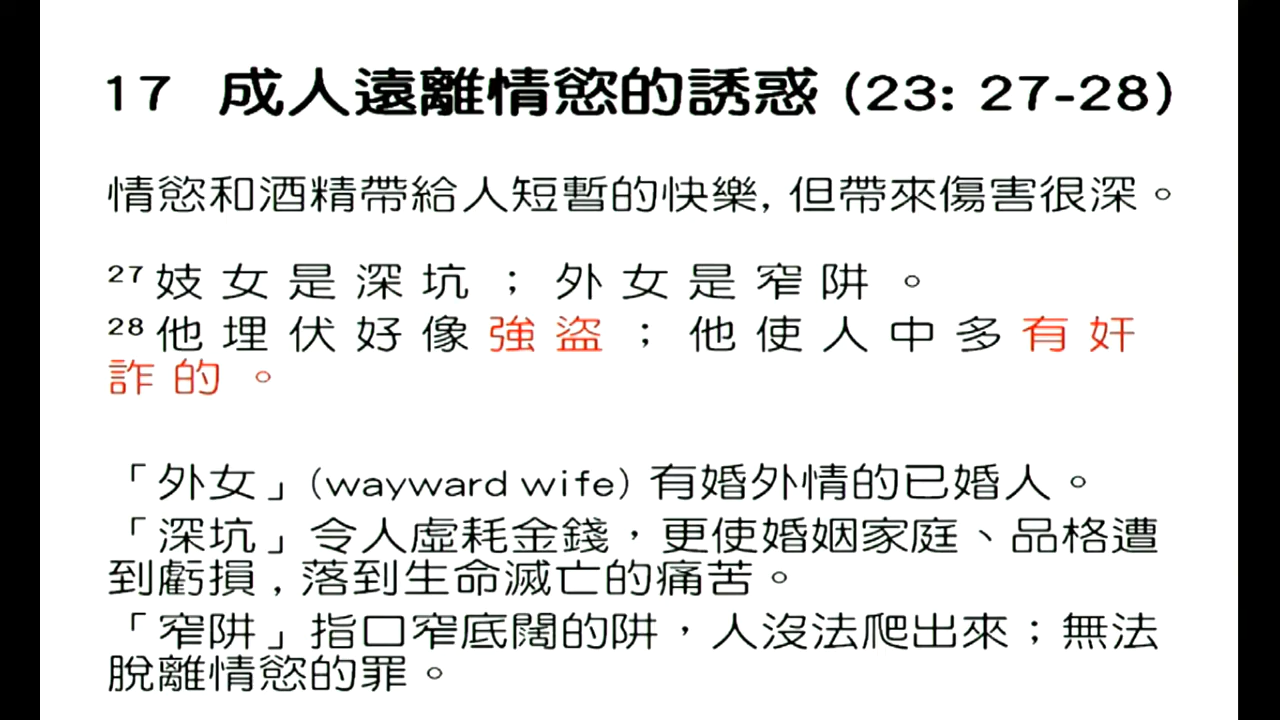 17 成人遠離情慾的誘惑 (23: 27-28)
情慾和酒精帶給人短暫的快樂, 但帶來傷害很深。
27 妓女是深坑；外女是窄阱。
28 他埋伏好像強盜；他使人中多有奸
詐的。
「外女」(wayward wife) 有婚外情的已婚人。
「深坑」令人虛耗金錢，更使婚姻家庭、品格遭
到虧損 , 落到生命滅亡的痛苦。
「窄阱」指口窄底闊的阱，人沒法爬出來；無法
脫離情慾的罪。